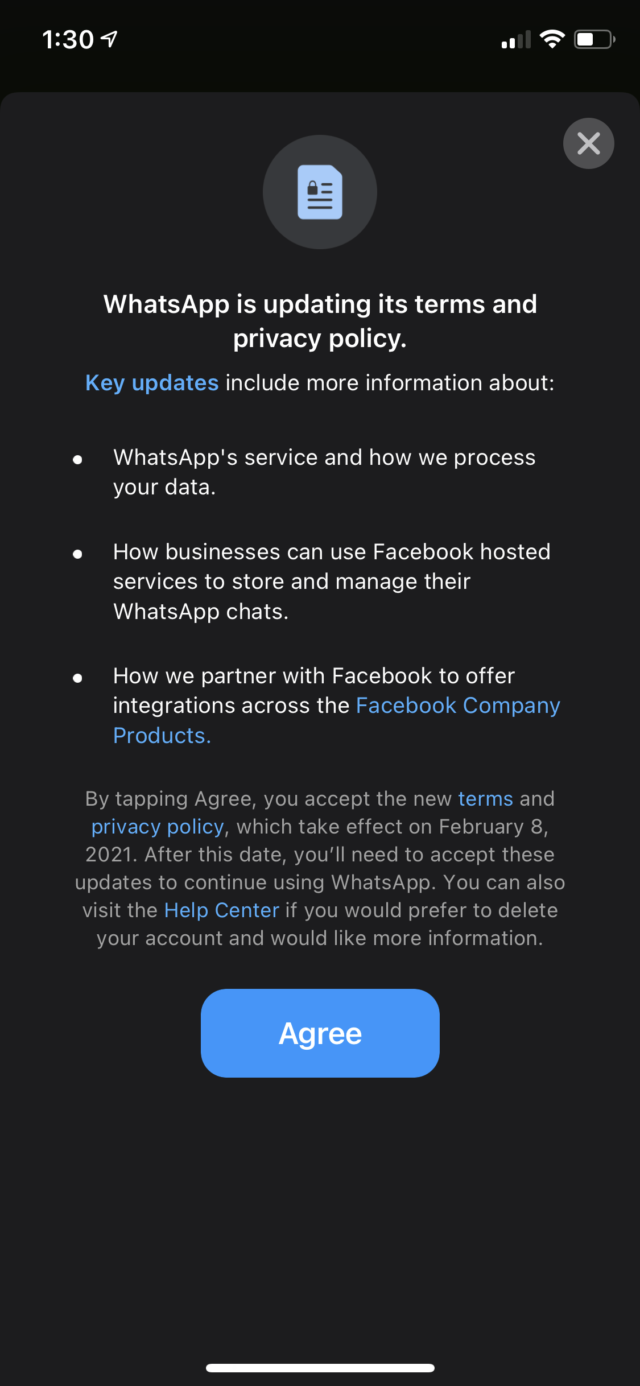 1:30
WhatsApp is updating its terms and
privacy policy.
Key updates include more information about:
• WhatsApp's service and how we process
your data.
• How businesses can use Facebook hosted
services to store and manage their
WhatsApp chats.
• How we partner with Facebook to offer
integrations across the Facebook Company
Products.
By tapping Agree, you accept the new terms and
privacy policy, which take effect on February 8,
2021. After this date, you’ll need to accept these
updates to continue using WhatsApp. You can also
visit the Help Center if you would prefer to delete
your account and would like more information.
Agree